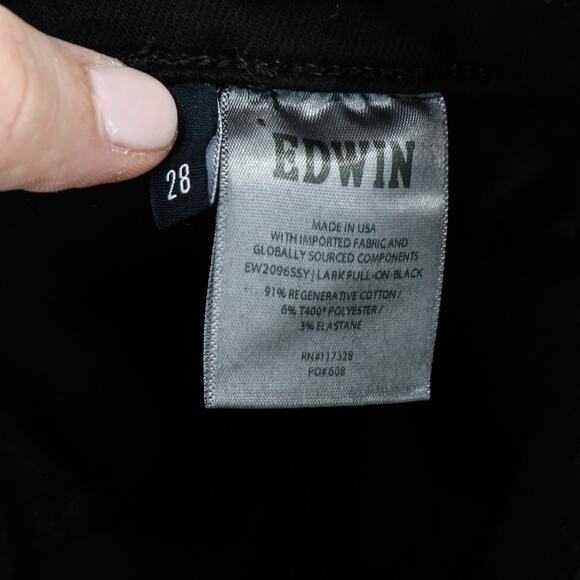 28
EDWIN
MADE IN USA
WITH IMPORTED FABRIC AND
GLOBALLY SOURCED COMPONENTS
EW2096SSY | LARK PULL-ON-BLACK
91% REGENERATIVE COTTON /
6% T400® POLYESTER /
3% ELASTANE
RN#117328
PO#608